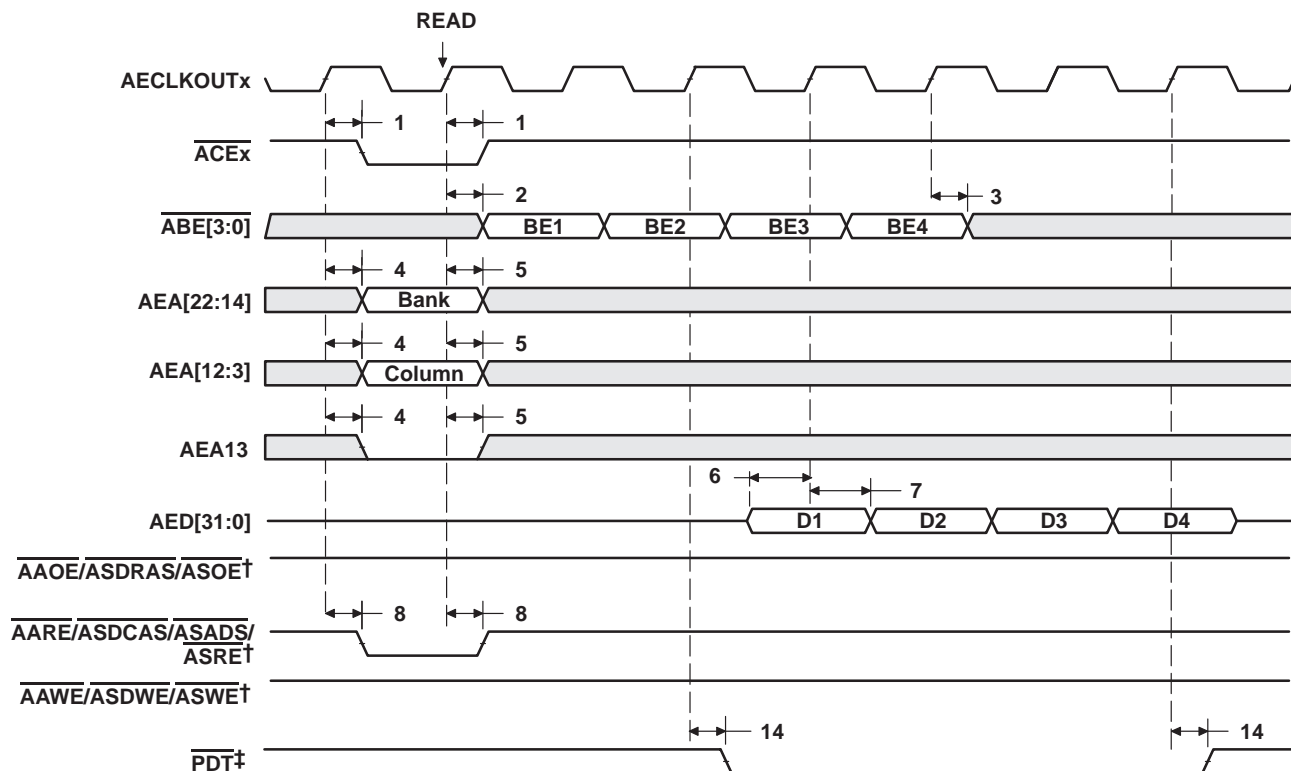 READ
AECLKOUTx
1 1
ACEx
2 3
ABE[3:0] BE1 BE2 BE3 BE4
4 5
AEA[22:14] Bank
4 5
AEA[12:3] Column
4 5
AEA13
6 7
AED[31:0] D1 D2 D3 D4
AAOE/ASDRAS/ASOE†
8 8
AARE/ASDCAS/ASADS/
ASRE†
AAWE/ASDWE/ASWE†
14 14
PDT‡